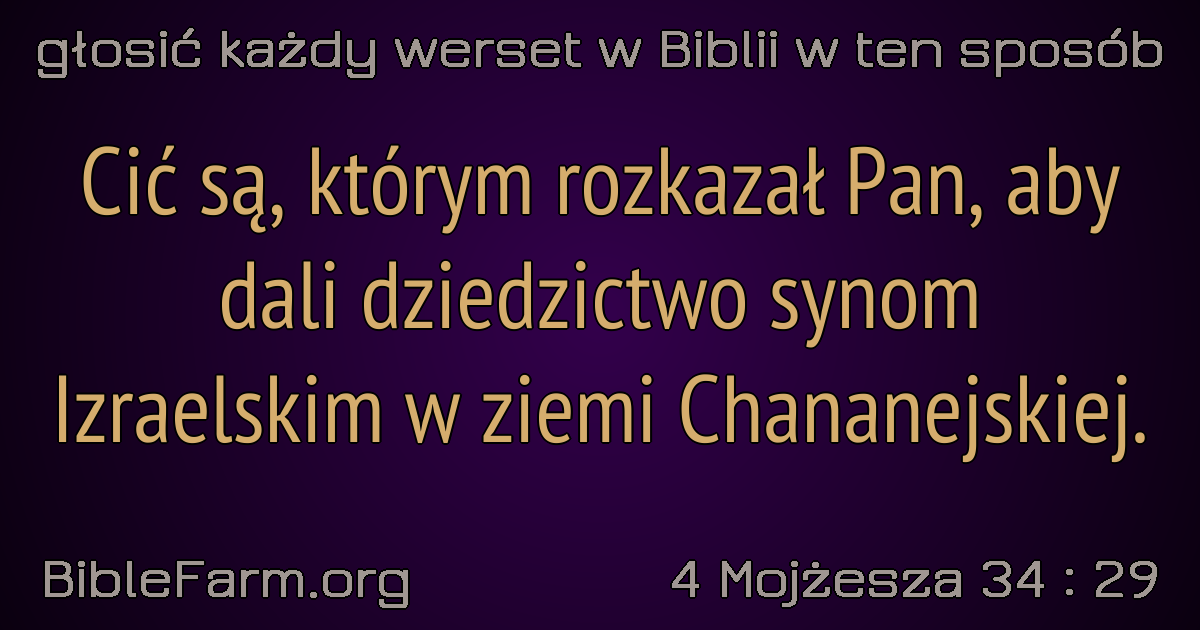 głosić każdy werset w Biblii w ten sposób
Cić są, którym rozkazał Pan, aby
dali dziedzictwo synom
Izraelskim w ziemi Chananejskiej.
BibleFarm.org
4 Mojżesza 34 : 29